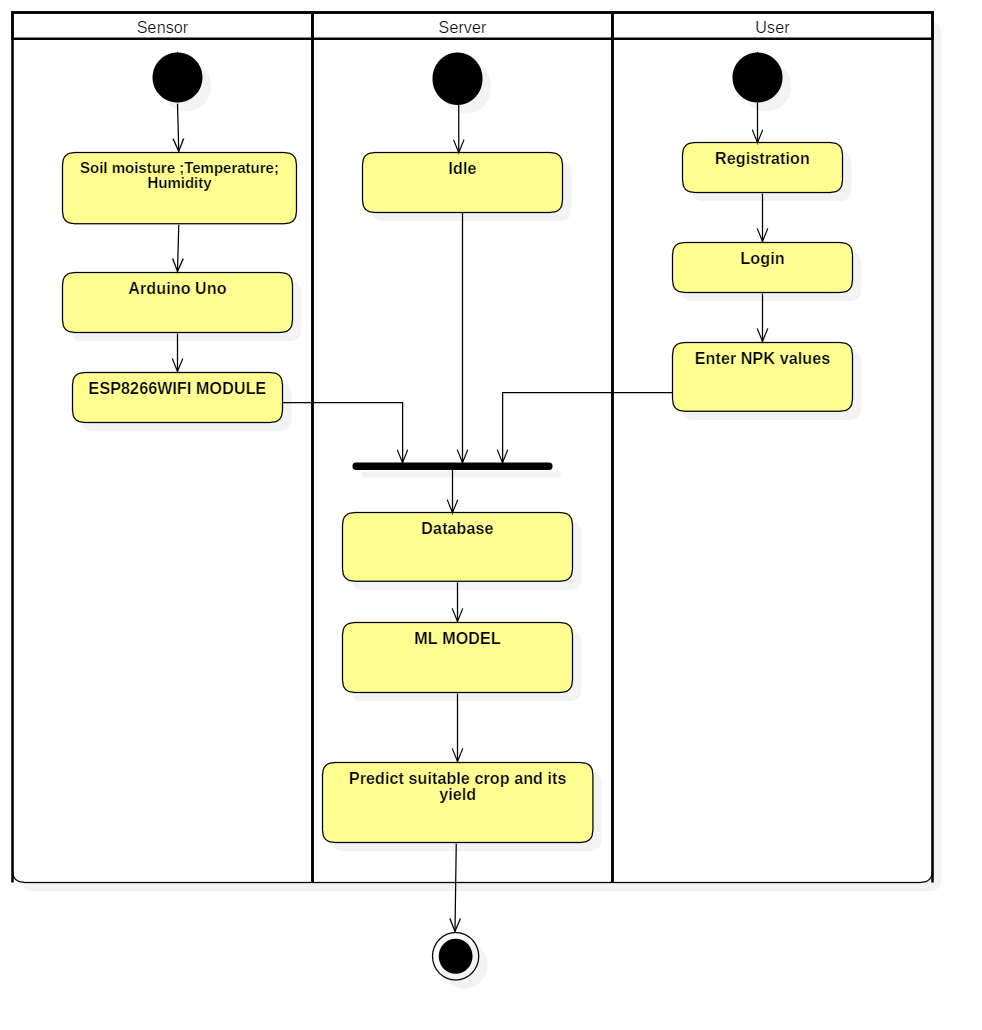 Sensor
Server
User
Soil moisture ;Temperature;
Humidity
Arduino Uno
ESP8266WIFI MODULE
Idle
Registration
Login
Enter NPK values
Database
ML MODEL
Predict suitable crop and its
yield